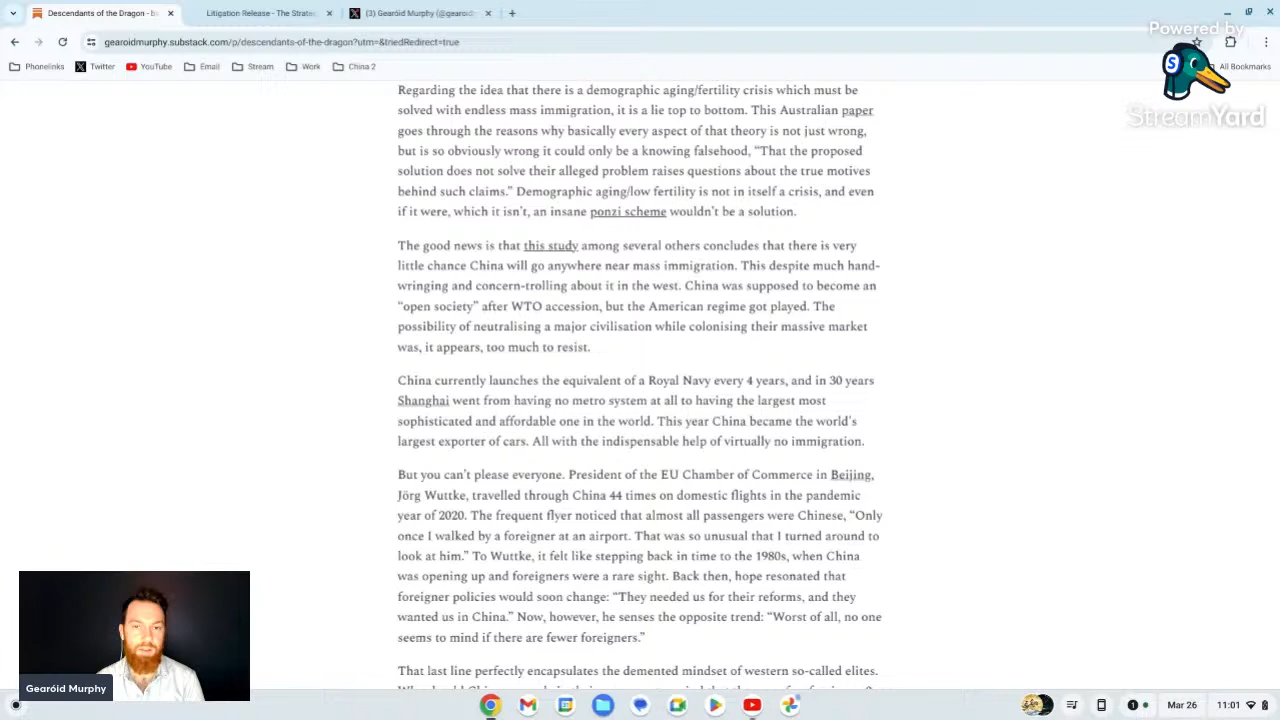 Descendants of the Dragon - b
Litigation Release - The Strate
(3) Gearóid Murphy (@gearoid
gearoidmurphy.substack.com/p/descendants-of-the-dragon?utm=&triedRedirect=true
Phonelinks
Twitter
YouTube
Email
Stream
Work
China 2
All Bookmarks
Powered by
StreamYard
Regarding the idea that there is a demographic aging/fertility crisis which must be
solved with endless mass immigration, it is a lie top to bottom. This Australian paper
goes through the reasons why basically every aspect of that theory is not just wrong,
but is so obviously wrong it could only be a knowing falsehood, “That the proposed
solution does not solve their alleged problem raises questions about the true motives
behind such claims.” Demographic aging/low fertility is not in itself a crisis, and even
if it were, which it isn’t, an insane ponzi scheme wouldn’t be a solution.
The good news is that this study among several others concludes that there is very
little chance China will go anywhere near mass immigration. This despite much hand-
wringing and concern-trolling about it in the west. China was supposed to become an
“open society” after WTO accession, but the American regime got played. The
possibility of neutralising a major civilisation while colonising their massive market
was, it appears, too much to resist.
China currently launches the equivalent of a Royal Navy every 4 years, and in 30 years
Shanghai went from having no metro system at all to having the largest most
sophisticated and affordable one in the world. This year China became the world’s
largest exporter of cars. All with the indispensable help of virtually no immigration.
But you can’t please everyone. President of the EU Chamber of Commerce in Beijing,
Jörg Wuttke, travelled through China 44 times on domestic flights in the pandemic
year of 2020. The frequent flyer noticed that almost all passengers were Chinese, “Only
once I walked by a foreigner at an airport. That was so unusual that I turned around to
look at him.” To Wuttke, it felt like stepping back in time to the 1980s, when China
was opening up and foreigners were a rare sight. Back then, hope resonated that
foreigner policies would soon change: “They needed us for their reforms, and they
wanted us in China.” Now, however, he senses the opposite trend: “Worst of all, no one
seems to mind if there are fewer foreigners.”
That last line perfectly encapsulates the demented mindset of western so-called elites.
Gearóid Murphy
Mar 26
11:01